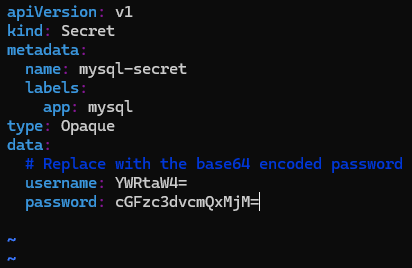 apiVersion: v1
kind: Secret
metadata:
  name: mysql-secret
  labels:
    app: mysql
type: Opaque
data:
  # Replace with the base64 encoded password
  username: YWRtaW4=
  password: cGFzc3dvcmQxMjM=
~
~